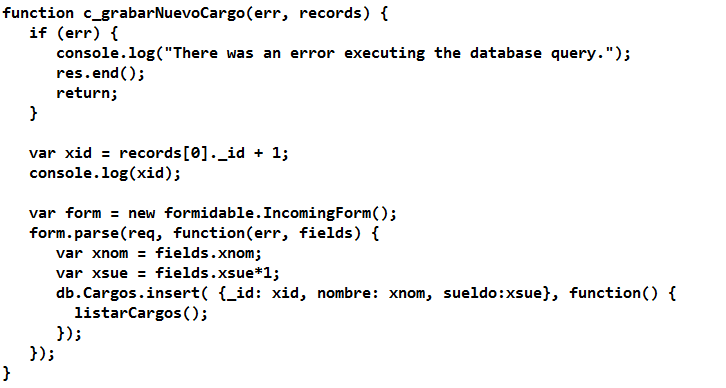 function c_grabarNuevoCargo(err, records) {
if (err) {
console.log("There was an error executing the database query.");
res.end();
return;
}
var xid = records[0]._id + 1;
console.log(xid);
var form = new formidable.IncomingForm();
form.parse(req, function(err, fields) {
var xnom = fields.xnom;
var xsue = fields.xsue*1;
db.Cargos.insert( {_id: xid, nombre: xnom, sueldo:xsue}, function() {
listarCargos();
});
});
}